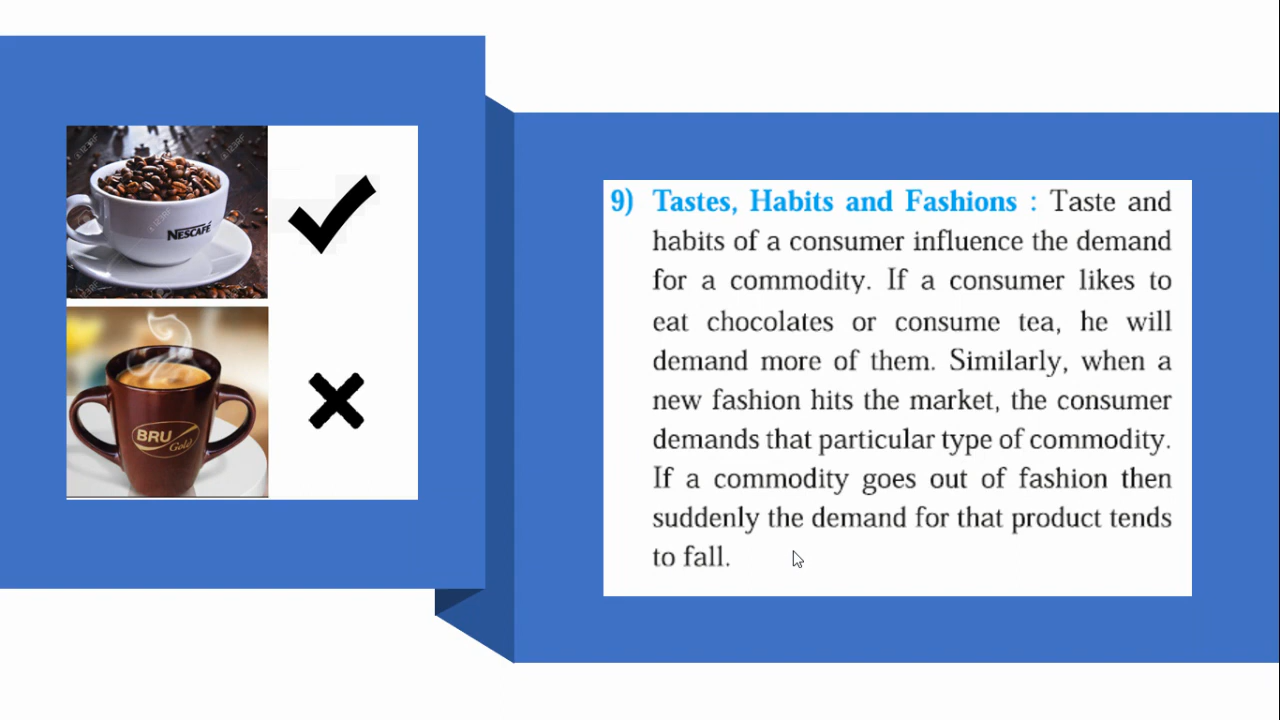 NESCAFÉ
BRU
Gold
9) Tastes, Habits and Fashions : Taste and
habits of a consumer influence the demand
for a commodity. If a consumer likes to
eat chocolates or consume tea, he will
demand more of them. Similarly, when a
new fashion hits the market, the consumer
demands that particular type of commodity.
If a commodity goes out of fashion then
suddenly the demand for that product tends
to fall.